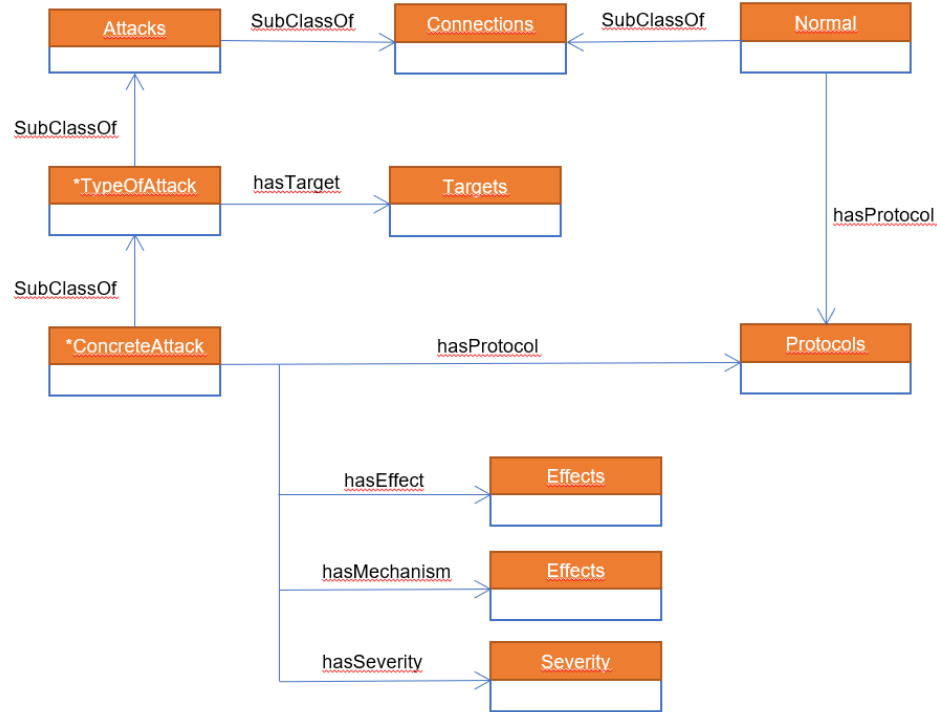 Attacks
SubClassOf
Connections
SubClassOf
Normal
SubClassOf
*TypeOfAttack
hasTarget
Targets
hasProtocol
SubClassOf
*ConcreteAttack
hasProtocol
Protocols
hasEffect
Effects
hasMechanism
Effects
hasSeverity
Severity